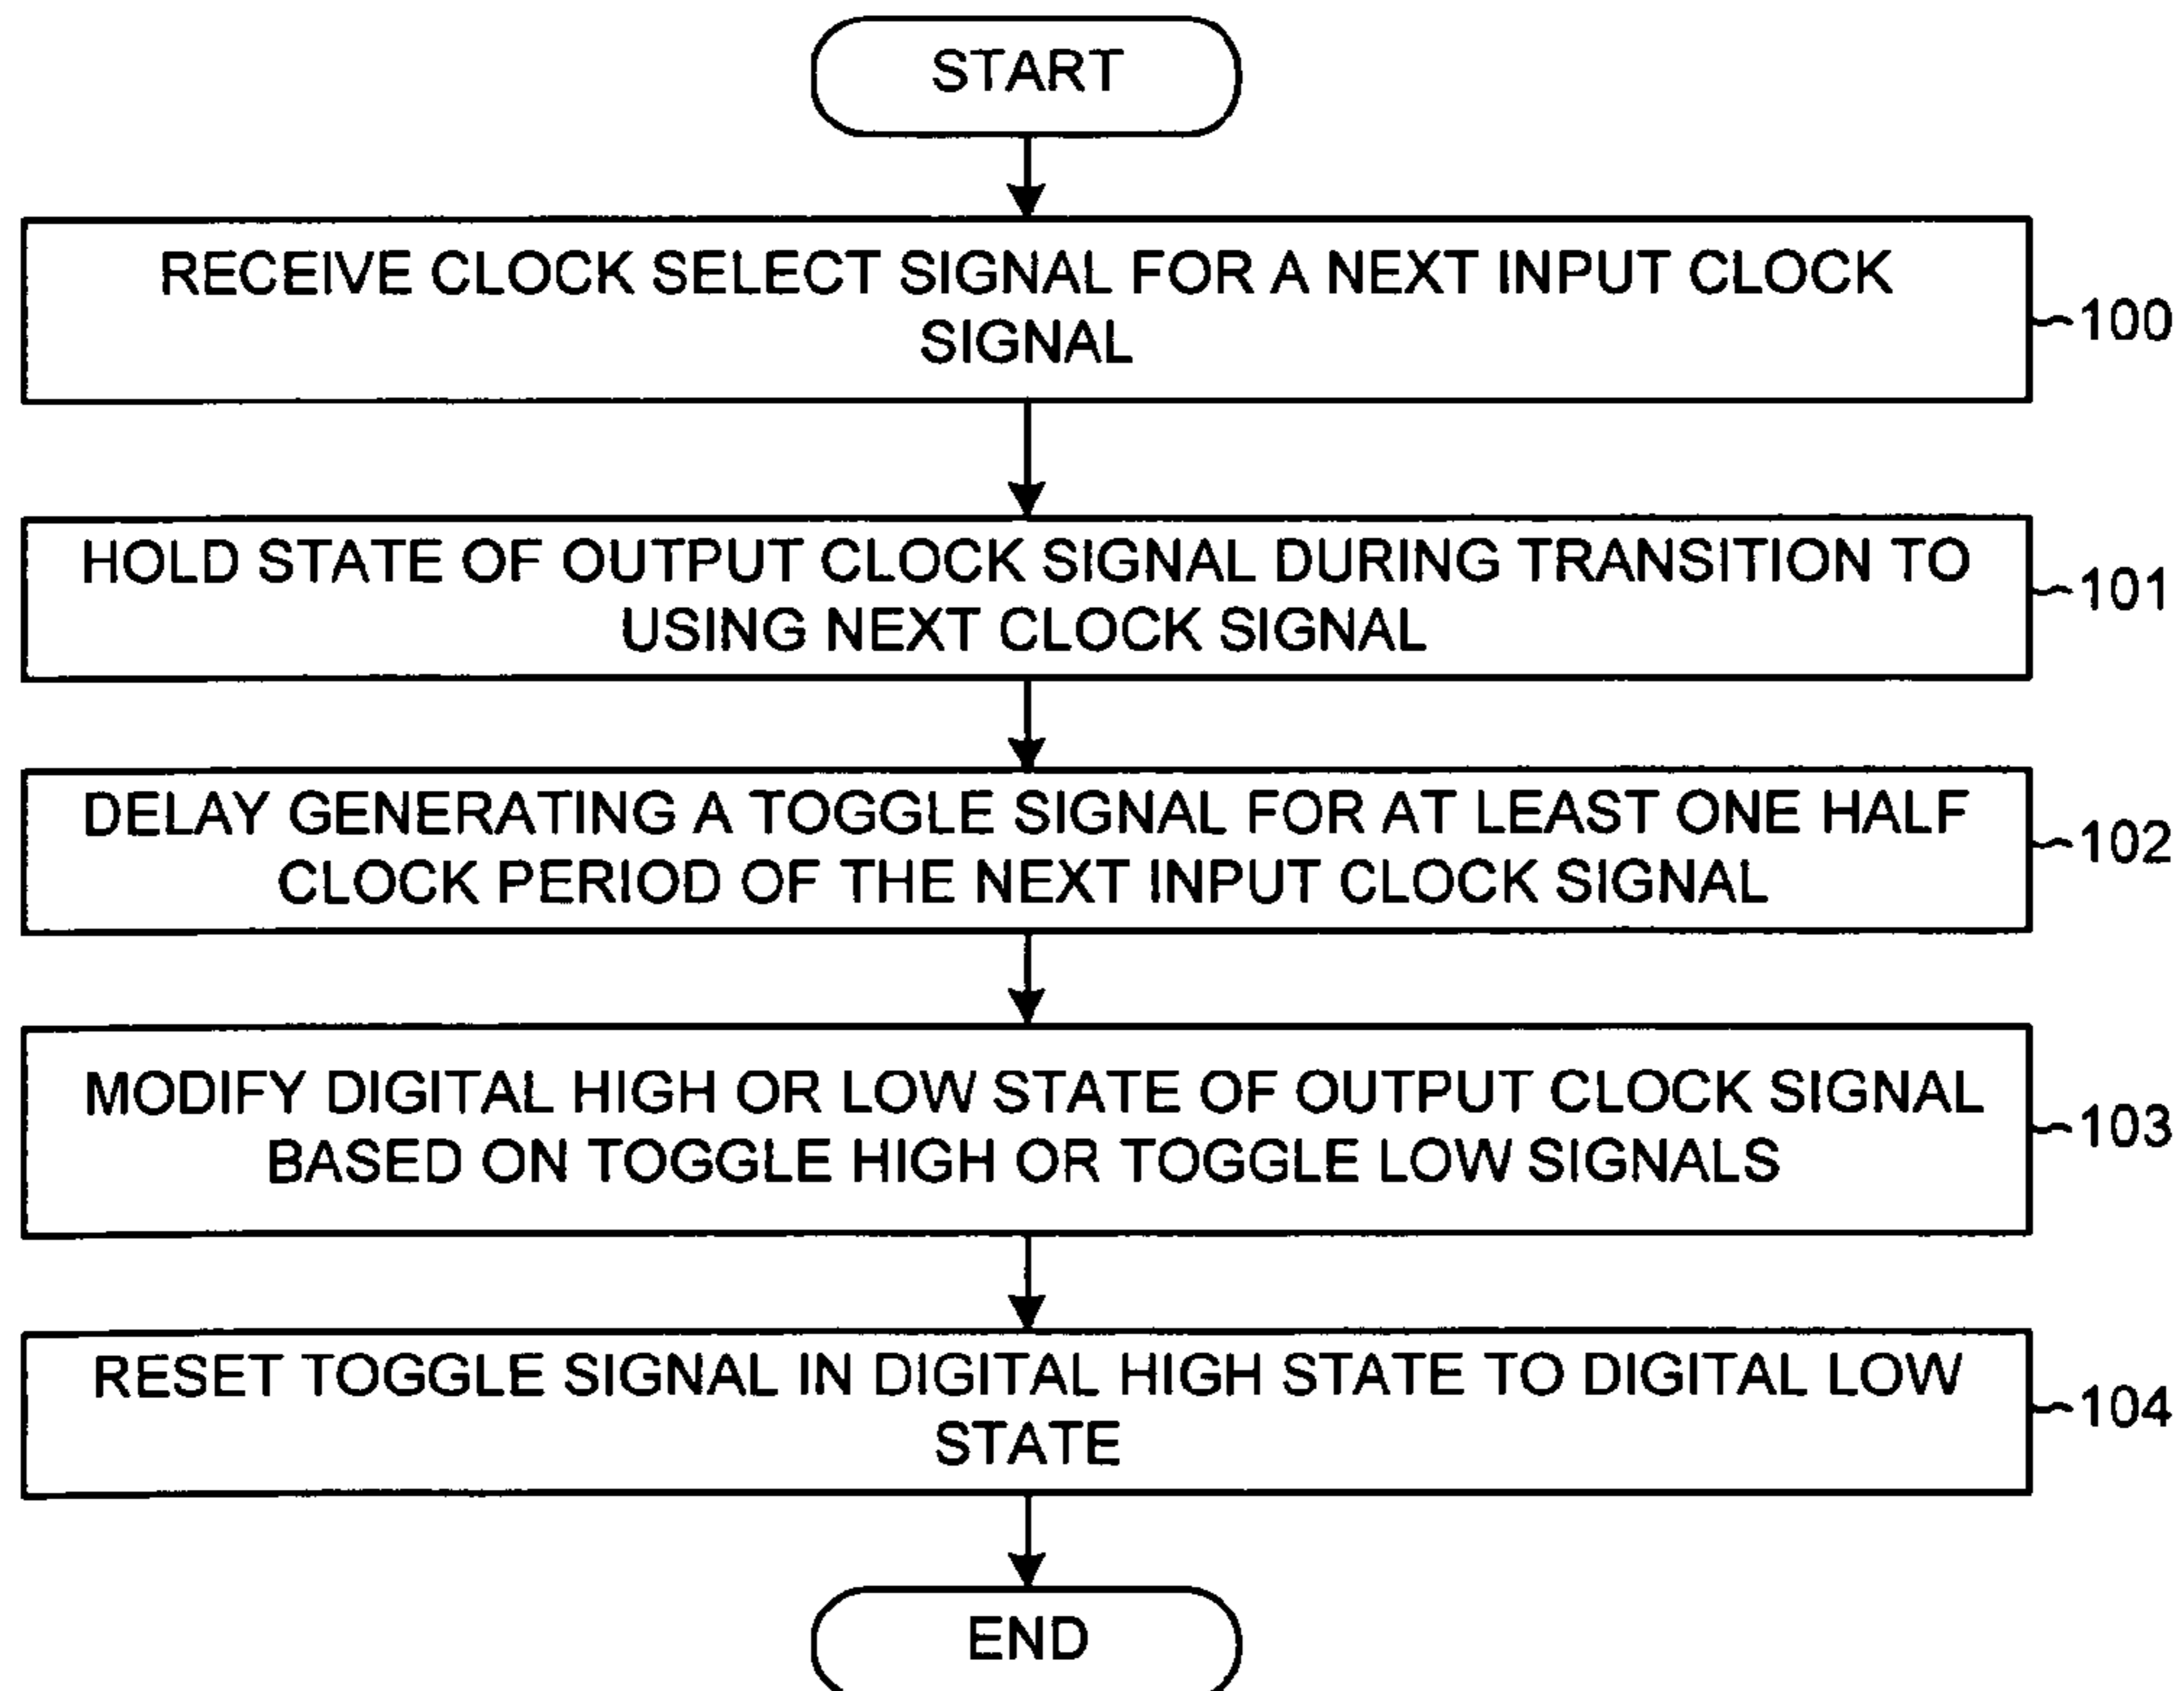 START
RECEIVE CLOCK SELECT SIGNAL FOR A NEXT INPUT CLOCK
SIGNAL
100
HOLD STATE OF OUTPUT CLOCK SIGNAL DURING TRANSITION TO
USING NEXT CLOCK SIGNAL
101
DELAY GENERATING A TOGGLE SIGNAL FOR AT LEAST ONE HALF
CLOCK PERIOD OF THE NEXT INPUT CLOCK SIGNAL
102
MODIFY DIGITAL HIGH OR LOW STATE OF OUTPUT CLOCK SIGNAL
BASED ON TOGGLE HIGH OR TOGGLE LOW SIGNALS
103
RESET TOGGLE SIGNAL IN DIGITAL HIGH STATE TO DIGITAL LOW
STATE
104
END